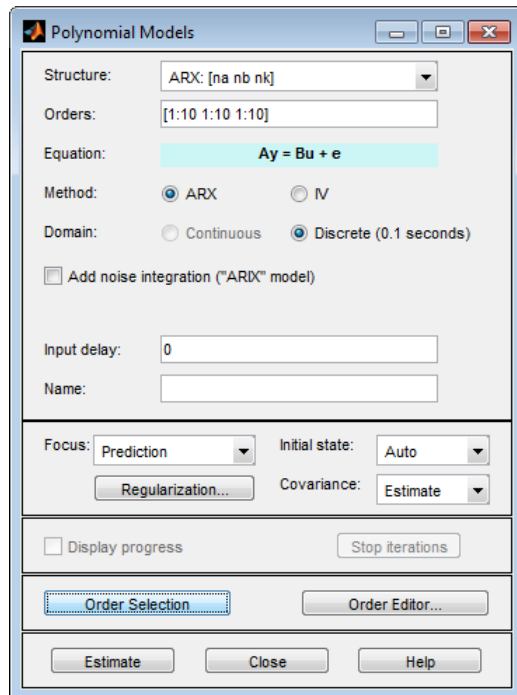 Polynomial Models
Structure: ARX: [na nb nk]
Orders: [1:10 1:10 1:10]
Equation: Ay = Bu + e
Method: ARX IV
Domain: Continuous Discrete (0.1 seconds)
Add noise integration ("ARIX" model)
Input delay: 0
Name:
Focus: Prediction Initial state: Auto
Regularization... Covariance: Estimate
Display progress Stop iterations
Order Selection Order Editor...
Estimate Close Help